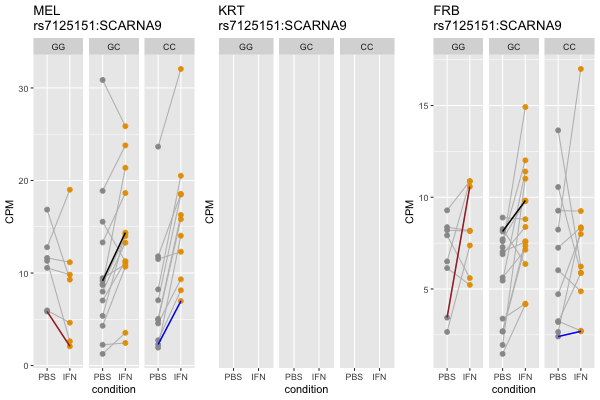 MEL
rs7125151:SCARNA9
GG GC CC
30
20
10
0
CPM
PBS IFN PBS IFN PBS IFN
condition
KRT
rs7125151:SCARNA9
GG GC CC
CPM
PBS IFN PBS IFN PBS IFN
condition
FRB
rs7125151:SCARNA9
GG GC CC
15
10
5
CPM
PBS IFN PBS IFN PBS IFN
condition